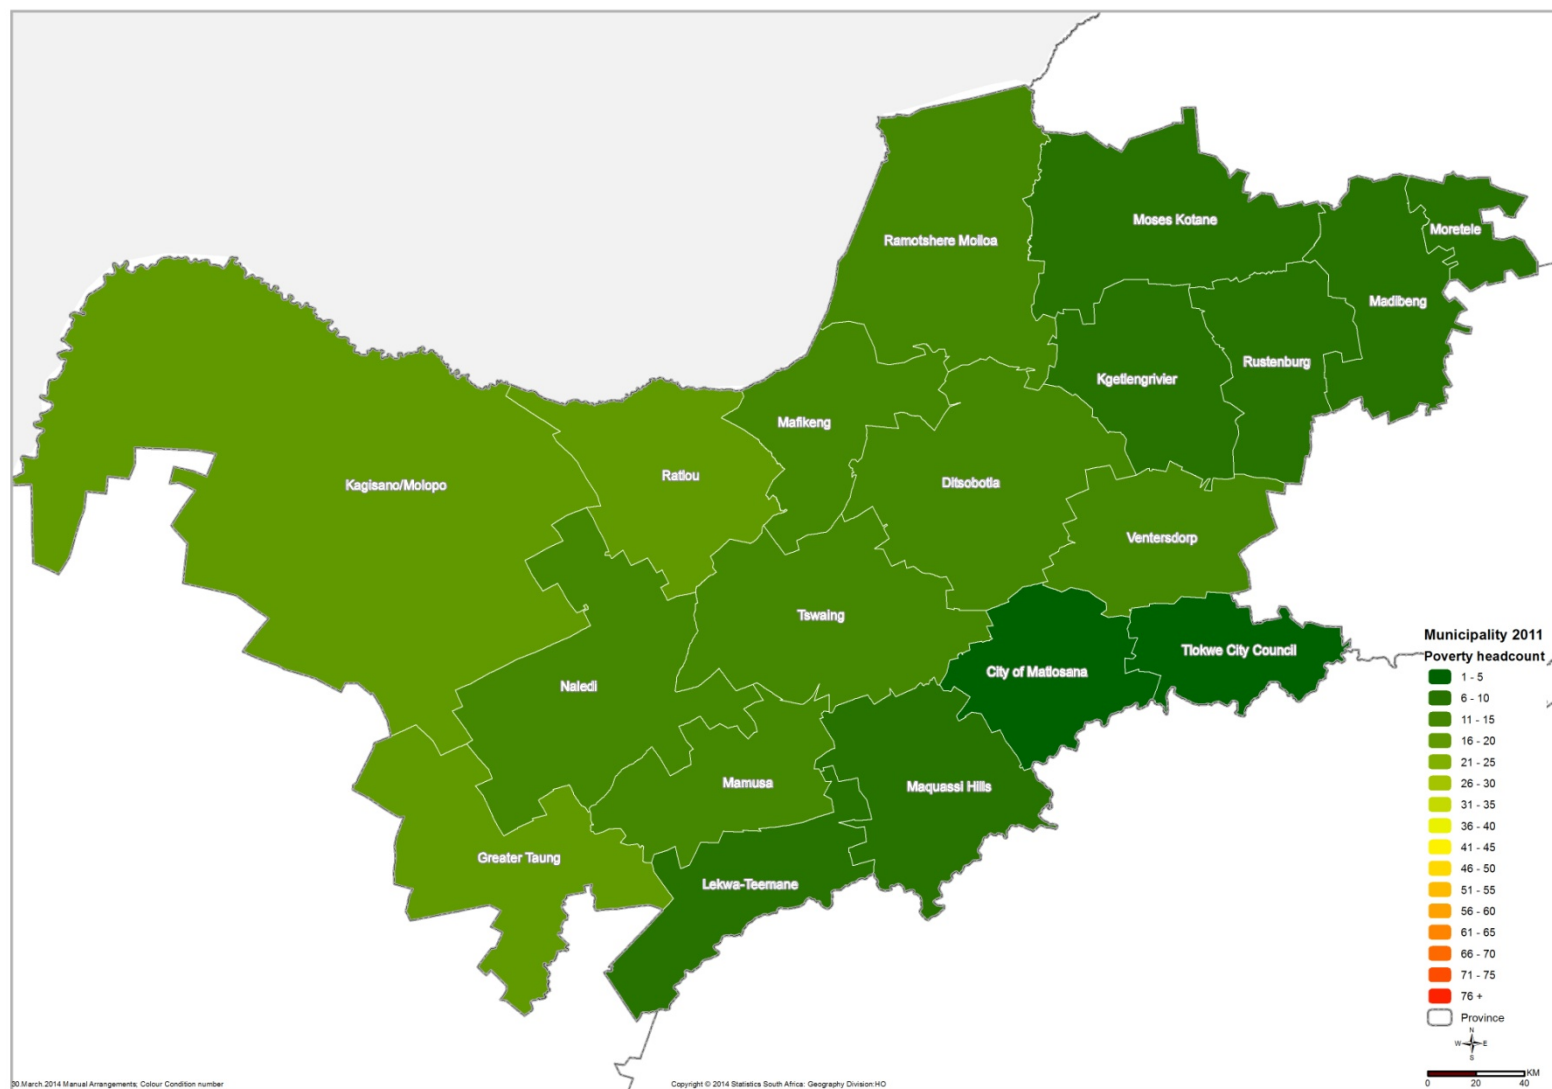 Ramotshere Moiloa
Moses Kotane
Moretele
Madibeng
Rustenburg
Kgetlengrivier
Mafikeng
Ratlou
Kagisano/Molopo
Ditsobotla
Ventersdorp
Tswaing
Tlokwe City Council
City of Matlosana
Naledi
Mamusa
Maquassi Hills
Greater Taung
Lekwa-Teemane
Municipality 2011
Poverty headcount
1 - 5
6 - 10
11 - 15
16 - 20
21 - 25
26 - 30
31 - 35
36 - 40
41 - 45
46 - 50
51 - 55
56 - 60
61 - 65
66 - 70
71 - 75
76 +
Province
N
W E
S
KM
0 20 40
30.March.2014 Manual Arrangements; Colour Condition number
Copyright © 2014 Statistics South Africa: Geography Division:HO